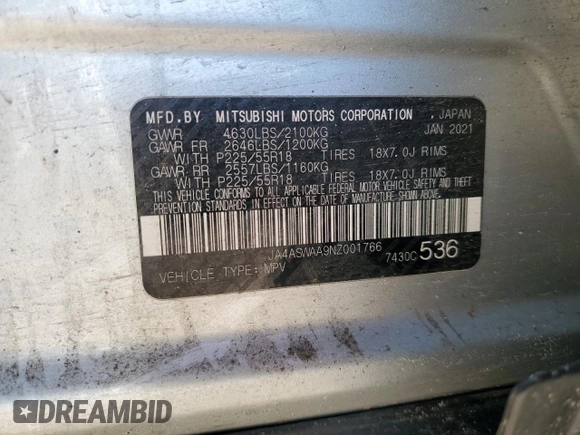 MFD.BY MITSUBISHI MOTORS CORPORATION , JAPAN
GVWR 4630LBS/2100KG JAN 2021
GAWR FR 2646LBS/1200KG
WITH P225/55R18 TIRES 18X7.0J RIMS
GAWR RR 2557LBS/1160KG
WITH P225/55R18 TIRES 18X7.0J RIMS
THIS VEHICLE CONFORMS TO ALL APPLICABLE FEDERAL MOTOR VEHICLE SAFETY AND THEFT
PREVENTION STANDARDS IN EFFECT ON THE DATE OF MANUFACTURE SHOWN ABOVE.
JA4ASWAA9NZ001766
VEHICLE TYPE: MPV 7430C 536
DREAMBID